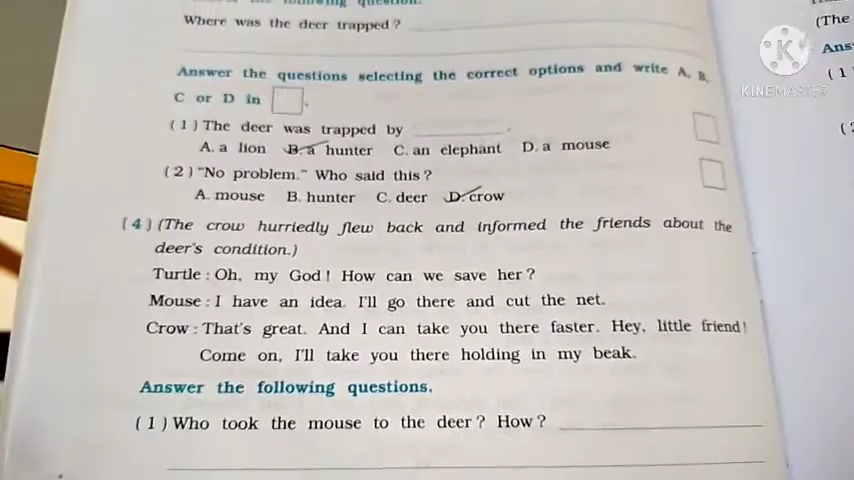 following question.
Where was the deer trapped?
Answer the questions selecting the correct options and write A, B,
C or D in
(1) The deer was trapped by ________.
A. a lion B. a hunter C. an elephant D. a mouse
(2) "No problem." Who said this?
A. mouse B. hunter C. deer D. crow
(4) (The crow hurriedly flew back and informed the friends about the
deer's condition.)
Turtle : Oh, my God! How can we save her?
Mouse : I have an idea. I'll go there and cut the net.
Crow : That's great. And I can take you there faster. Hey, little friend!
Come on, I'll take you there holding in my beak.
Answer the following questions.
(1) Who took the mouse to the deer? How?
(The
Ans
(1
K
KINEMASTER